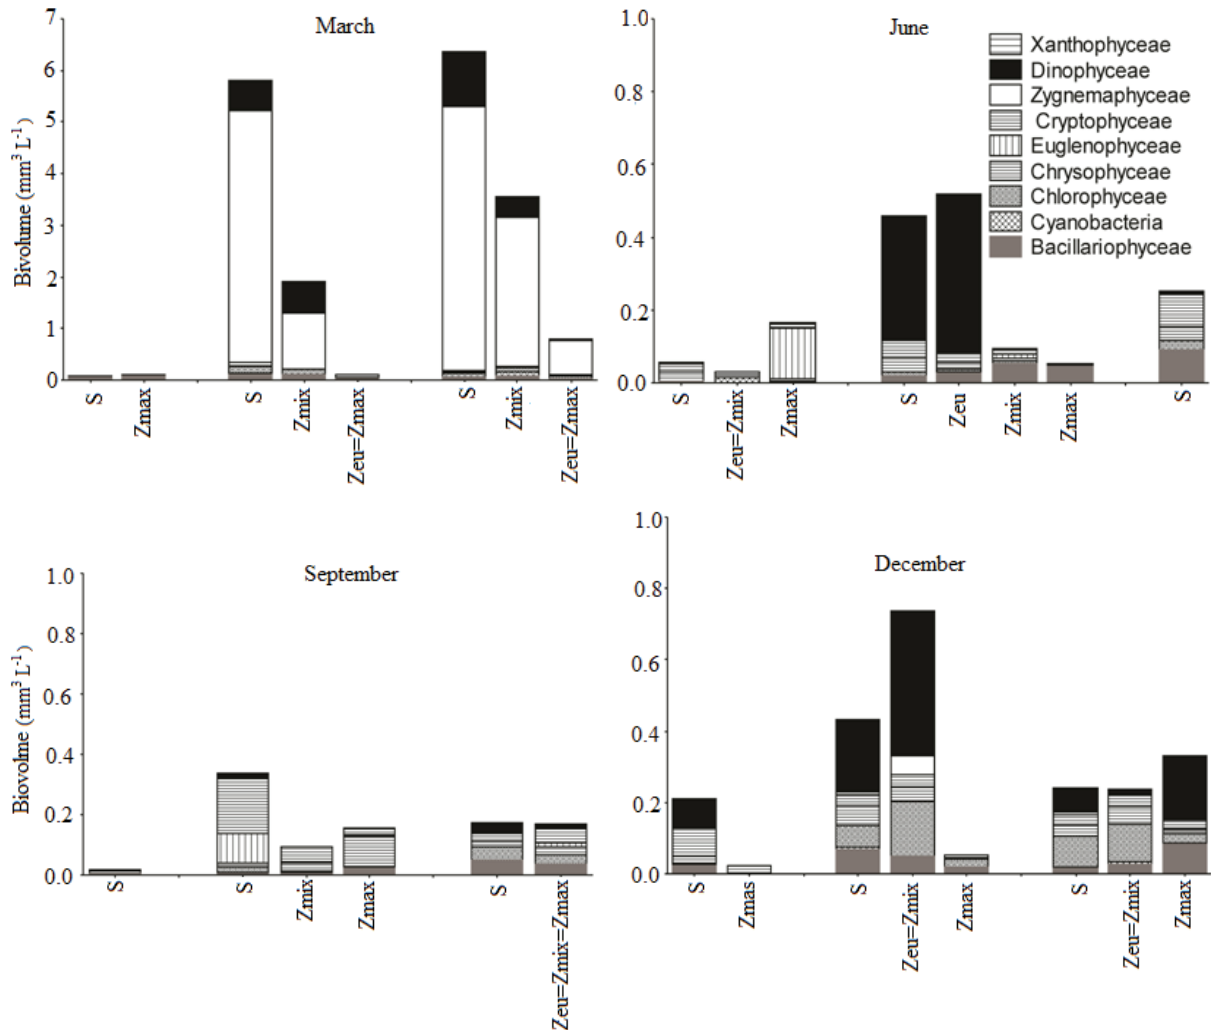 March
Bivolume (mm³ L⁻¹)
7
6
5
4
3
2
1
0
S
Zmax
S
Zmix
Zeu=Zmax
S
Zmix
Zeu=Zmax
June
1.0
0.8
0.6
0.4
0.2
0.0
Xanthophyceae
Dinophyceae
Zygnemaphyceae
Cryptophyceae
Euglenophyceae
Chrysophyceae
Chlorophyceae
Cyanobacteria
Bacillariophyceae
S
Zeu=Zmix
Zmax
S
Zeu
Zmix
Zmax
S
September
Biovolme (mm³ L⁻¹)
1.0
0.8
0.6
0.4
0.2
0.0
S
S
Zmix
Zmax
S
Zeu=Zmix=Zmax
December
1.0
0.8
0.6
0.4
0.2
0.0
S
Zmas
S
Zeu=Zmix
Zmax
S
Zeu=Zmix
Zmax